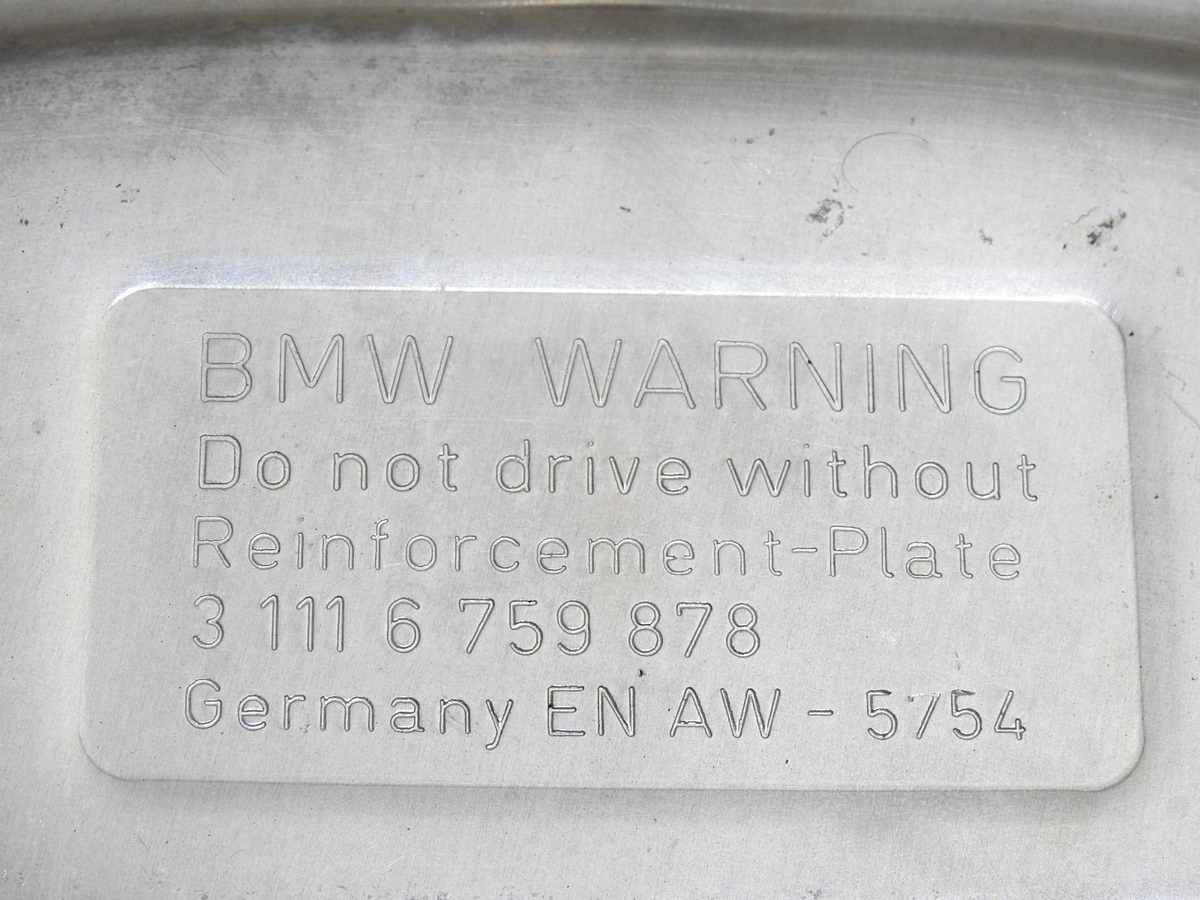 BMW WARNING
Do not drive without
Reinforcement-Plate
3 111 6 759 878
Germany EN AW - 5754